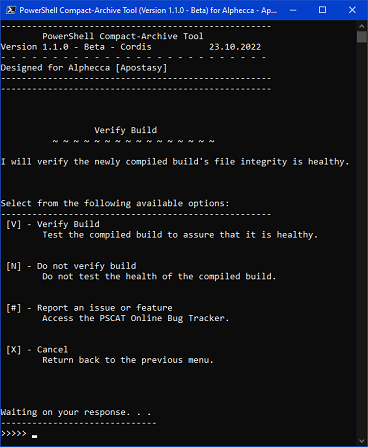 PowerShell Compact-Archive Tool (Version 1.1.0 - Beta) for Alphecca - Ap...
------------------------------------------------
PowerShell Compact-Archive Tool
Version 1.1.0 - Beta - Cordis 23.10.2022
- - - - - - - - - - - - - - - - - - - - - - - - - -
Designed for Alphecca [Apostasy]
----------------------------------------------------
----------------------------------------------------
Verify Build
~ ~ ~ ~ ~ ~ ~ ~ ~ ~ ~ ~ ~ ~ ~ ~
I will verify the newly compiled build's file integrity is healthy.
Select from the following available options:
----------------------------------------------------
[V] - Verify Build
Test the compiled build to assure that it is healthy.
[N] - Do not verify build
Do not test the health of the compiled build.
[#] - Report an issue or feature
Access the PSCAT Online Bug Tracker.
[X] - Cancel
Return back to the previous menu.
Waiting on your response. . .
------------------------------
>>>>> _